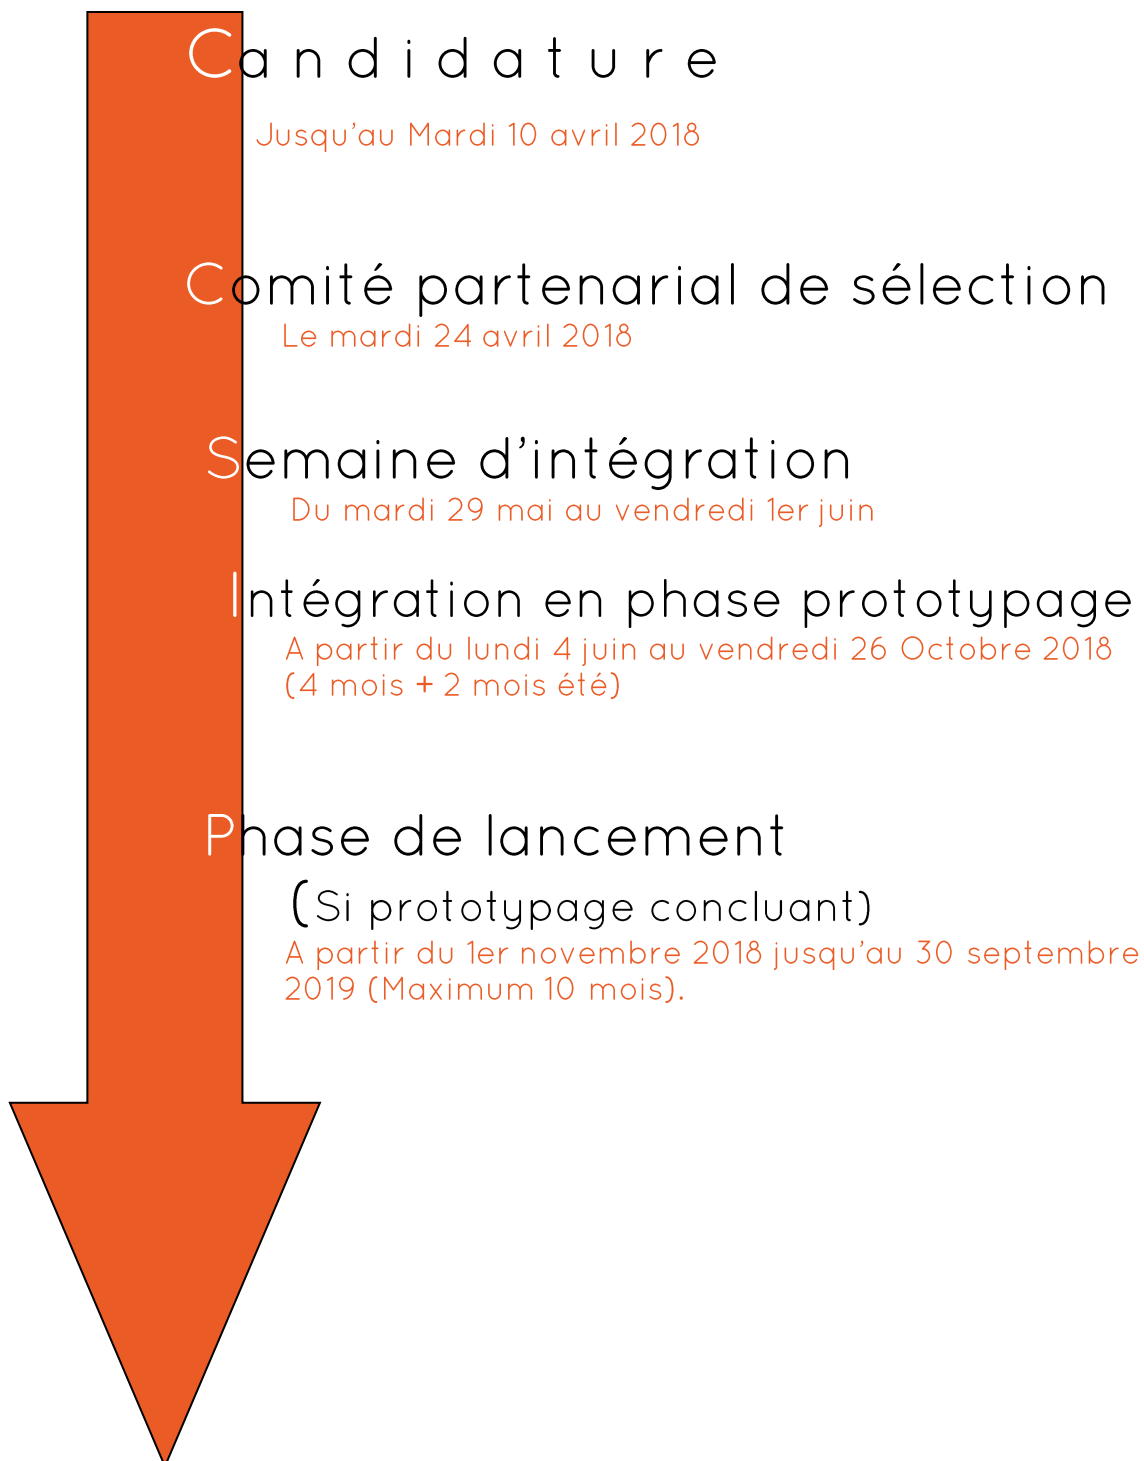 Candidature
Jusqu'au Mardi 10 avril 2018
Comité partenarial de sélection
Le mardi 24 avril 2018
Semaine d'intégration
Du mardi 29 mai au vendredi 1er juin
Intégration en phase prototypage
A partir du lundi 4 juin au vendredi 26 Octobre 2018
(4 mois + 2 mois été)
Phase de lancement
(Si prototypage concluant)
A partir du 1er novembre 2018 jusqu'au 30 septembre
2019 (Maximum 10 mois).